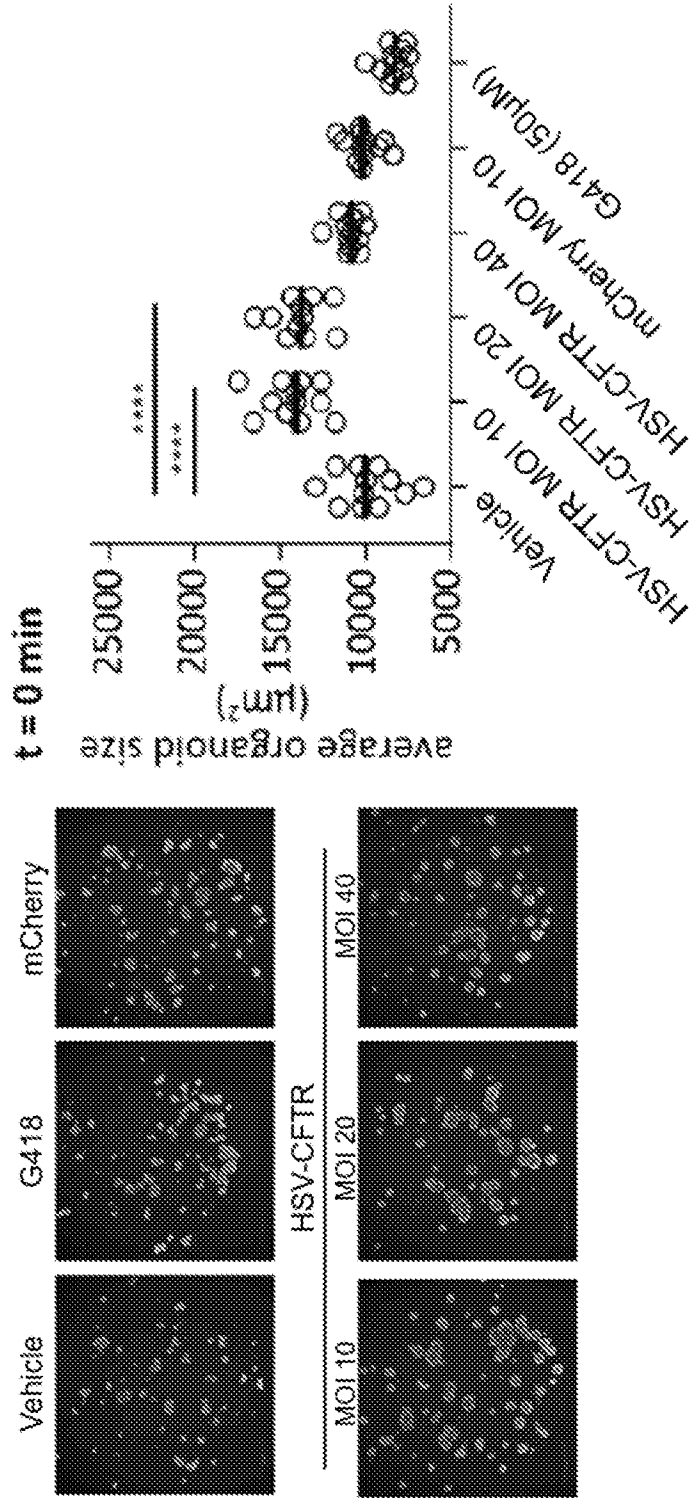 Vehicle
G418
mCherry
HSV-CFTR
MOI 10
MOI 20
MOI 40
t = 0 min
average organoid size
(µm²)
25000
20000
15000
10000
5000
****
****
Vehicle
HSV-CFTR MOI 10
HSV-CFTR MOI 20
HSV-CFTR MOI 40
mCherry MOI 10
G418 (50µM)